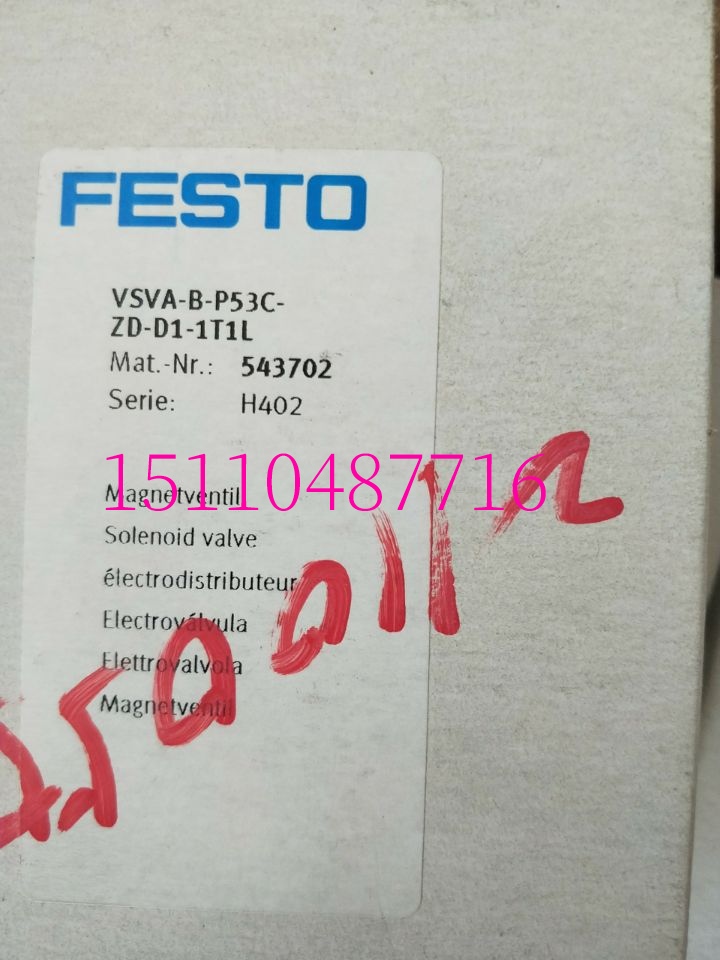 FESTO
VSVA-B-P53C-
ZD-D1-1T1L
Mat.-Nr.: 543702
Serie: H402
15110487716
Magnetventil
Solenoid valve
électrodistributeur
Electroválvula
Elettrovalvola
Magnetventil